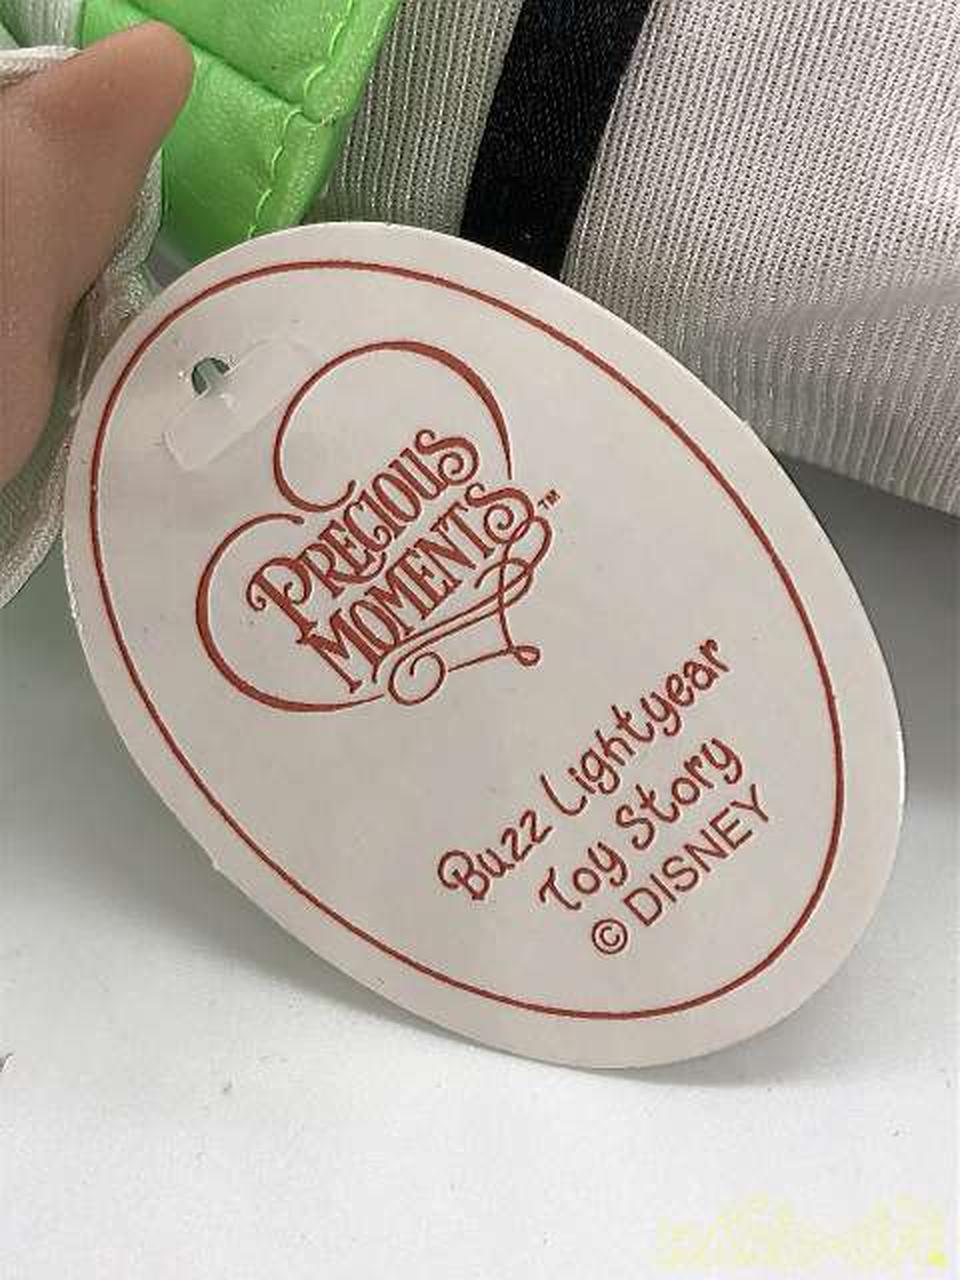 PRECIOUS
MOMENTS™
Buzz Lightyear
Toy Story
© DISNEY